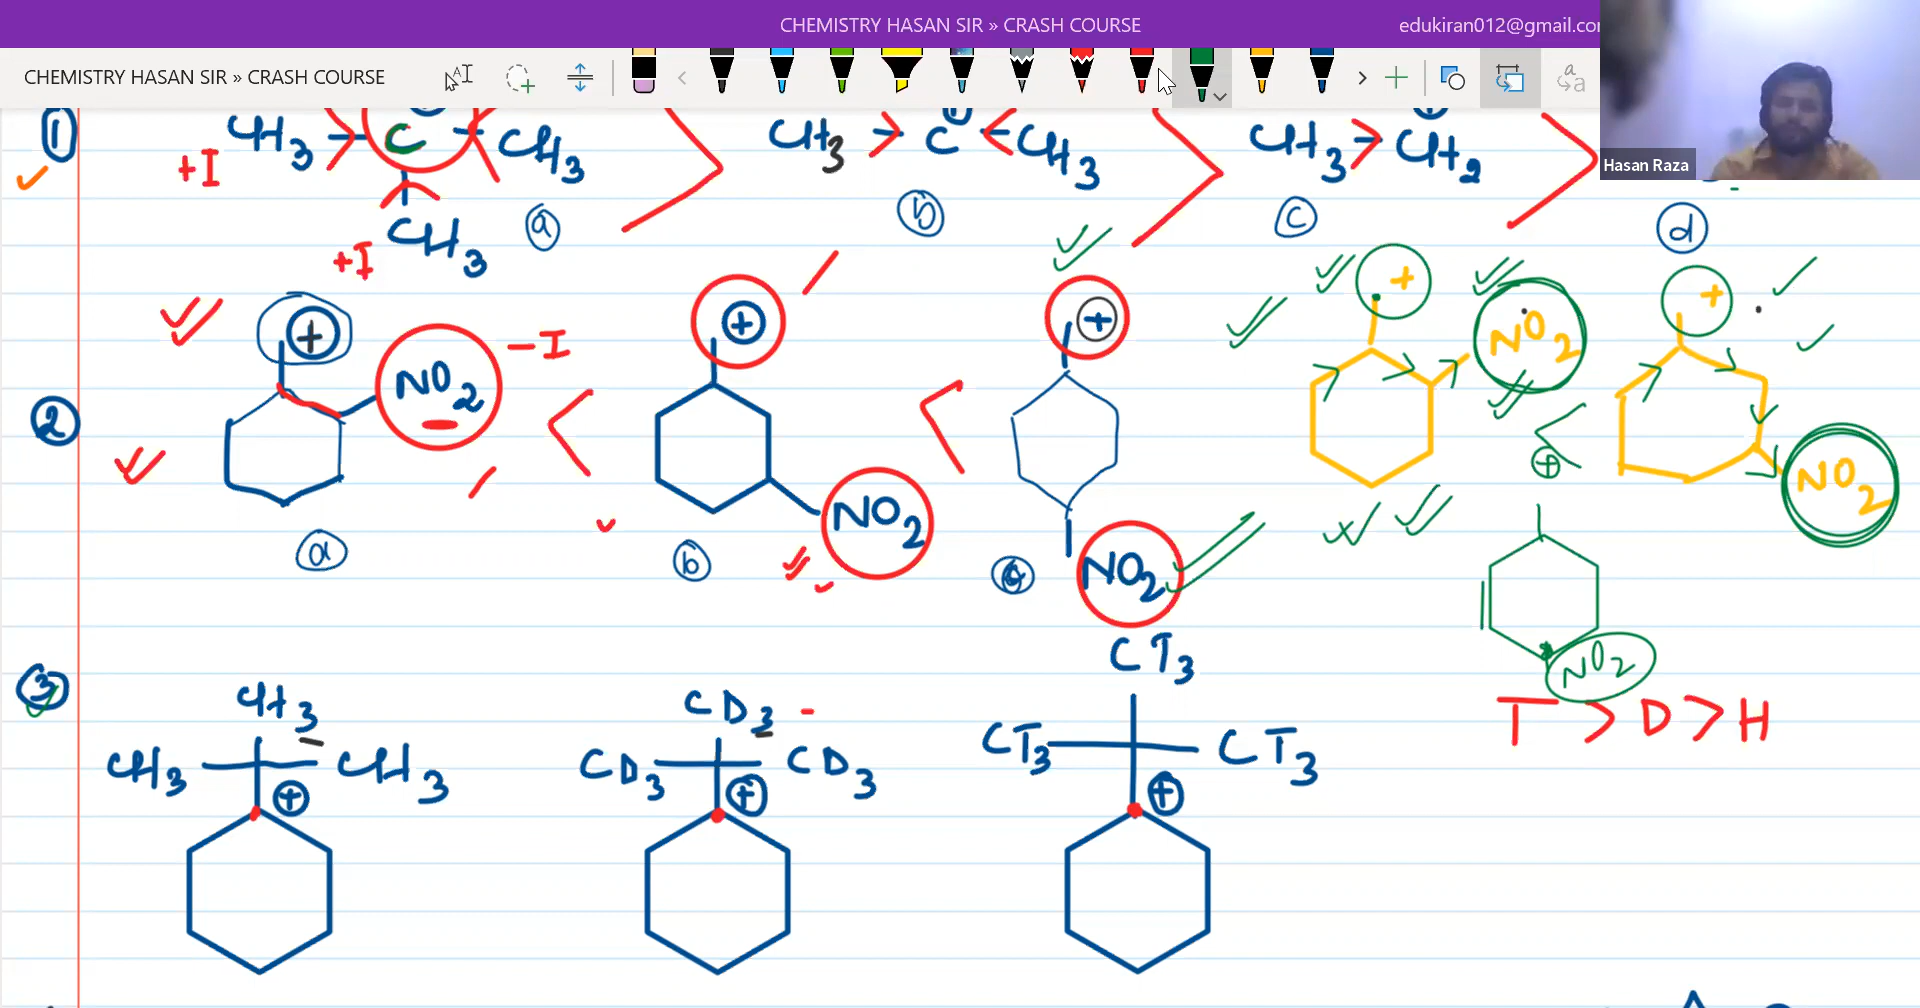 CHEMISTRY HASAN SIR » CRASH COURSE
edukiran012@gmail.co
CHEMISTRY HASAN SIR » CRASH COURSE
Hasan Raza
1
CH3 C CH3
+I
CH3
+I
a
CH3 > C < CH3
b
CH3 > CH2
c
d
2
+ NO2 -I
a
+
NO2
b
+
NO2
+ NO2
+
NO2
<
+
NO2
3
CH3
CH3 CH3
+
CD3
CD3 CD3
+
CT3
CT3 CT3
+
T > D > H